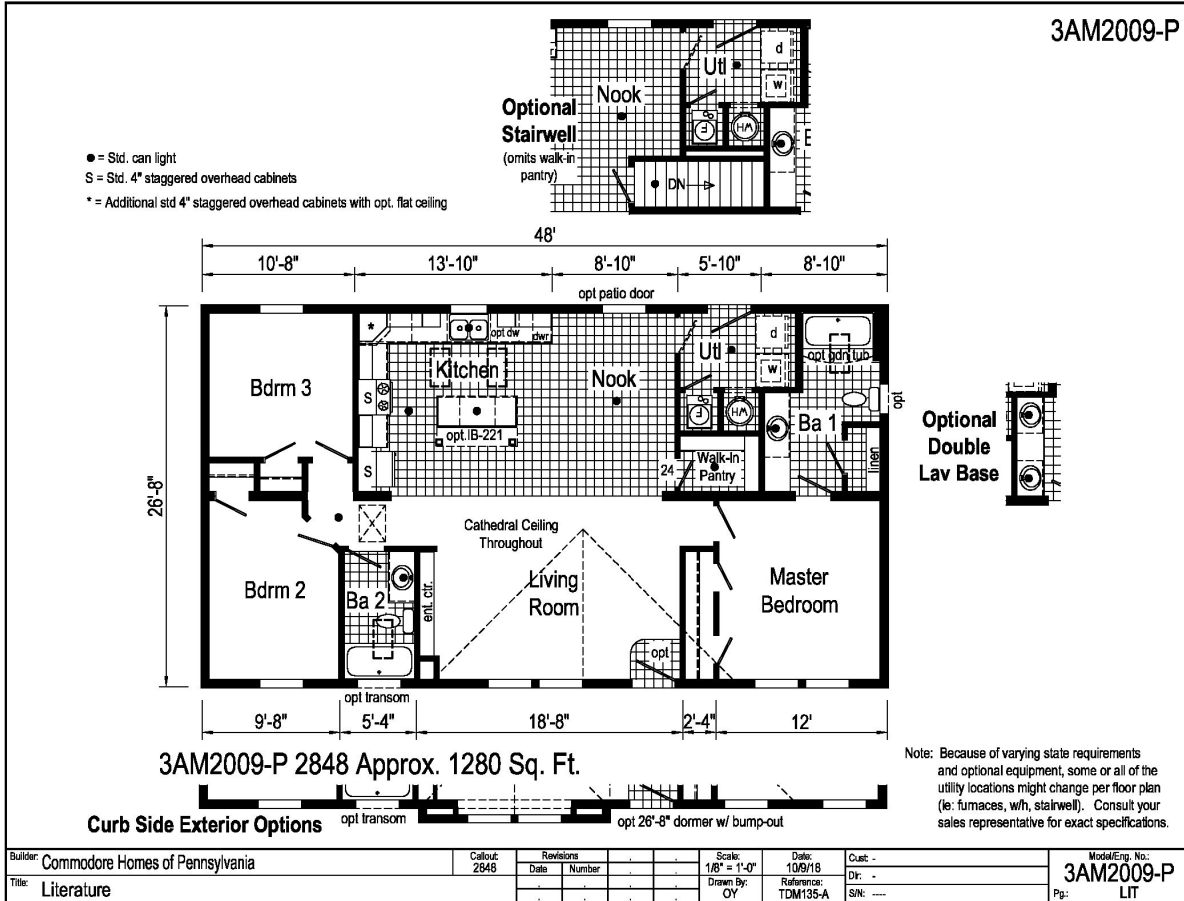 3AM2009-P
Optional
Stairwell
(omits walk-in
pantry)
Nook
Utl
d
w
F
WH
DN
● = Std. can light
S = Std. 4" staggered overhead cabinets
* = Additional std 4" staggered overhead cabinets with opt. flat ceiling
48'
10'-8"
13'-10"
8'-10"
5'-10"
8'-10"
opt patio door
26'-8"
*
opt dw
dwr
Utl
d
w
opt gdn tub
opt
Bdrm 3
Kitchen
Nook
S
opt.IB-221
F
WH
Ba 1
linen
S
24
Walk-In
Pantry
Optional
Double
Lav Base
Cathedral Ceiling
Throughout
Bdrm 2
Ba 2
ent. ctr.
Living
Room
Master
Bedroom
opt
opt transom
9'-8"
5'-4"
18'-8"
2'-4"
12'
3AM2009-P 2848 Approx. 1280 Sq. Ft.
Curb Side Exterior Options
opt transom
opt 26'-8" dormer w/ bump-out
Note: Because of varying state requirements
and optional equipment, some or all of the
utility locations might change per floor plan
(ie: furnaces, w/h, stairwell). Consult your
sales representative for exact specifications.
Builder: Commodore Homes of Pennsylvania
Title: Literature
Callout:
2848
Revisions
Date Number
Scale:
1/8" = 1'-0"
Drawn By:
OY
Date:
10/9/18
Reference:
TDM135-A
Cust: -
Dir: -
S/N: ----
Model/Eng. No.:
3AM2009-P
Pg.: LIT